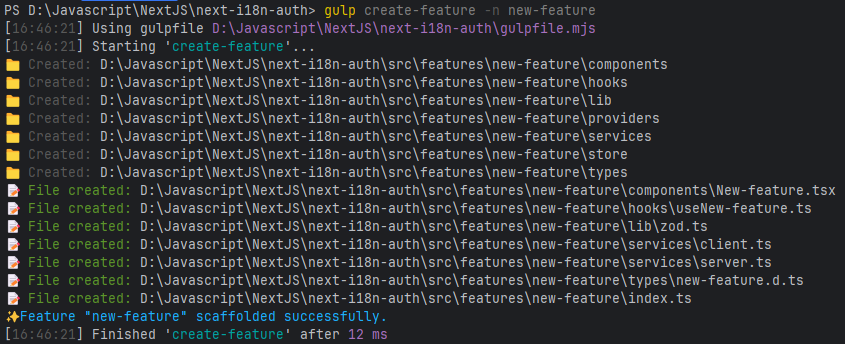 PS D:\Javascript\NextJS\next-i18n-auth> gulp create-feature -n new-feature
[16:46:21] Using gulpfile D:\Javascript\NextJS\next-i18n-auth\gulpfile.mjs
[16:46:21] Starting 'create-feature'...
📁 Created: D:\Javascript\NextJS\next-i18n-auth\src\features\new-feature\components
📁 Created: D:\Javascript\NextJS\next-i18n-auth\src\features\new-feature\hooks
📁 Created: D:\Javascript\NextJS\next-i18n-auth\src\features\new-feature\lib
📁 Created: D:\Javascript\NextJS\next-i18n-auth\src\features\new-feature\providers
📁 Created: D:\Javascript\NextJS\next-i18n-auth\src\features\new-feature\services
📁 Created: D:\Javascript\NextJS\next-i18n-auth\src\features\new-feature\store
📁 Created: D:\Javascript\NextJS\next-i18n-auth\src\features\new-feature\types
📝 File created: D:\Javascript\NextJS\next-i18n-auth\src\features\new-feature\components\New-feature.tsx
📝 File created: D:\Javascript\NextJS\next-i18n-auth\src\features\new-feature\hooks\useNew-feature.ts
📝 File created: D:\Javascript\NextJS\next-i18n-auth\src\features\new-feature\lib\zod.ts
📝 File created: D:\Javascript\NextJS\next-i18n-auth\src\features\new-feature\services\client.ts
📝 File created: D:\Javascript\NextJS\next-i18n-auth\src\features\new-feature\services\server.ts
📝 File created: D:\Javascript\NextJS\next-i18n-auth\src\features\new-feature\types\new-feature.d.ts
📝 File created: D:\Javascript\NextJS\next-i18n-auth\src\features\new-feature\index.ts
✨Feature "new-feature" scaffolded successfully.
[16:46:21] Finished 'create-feature' after 12 ms